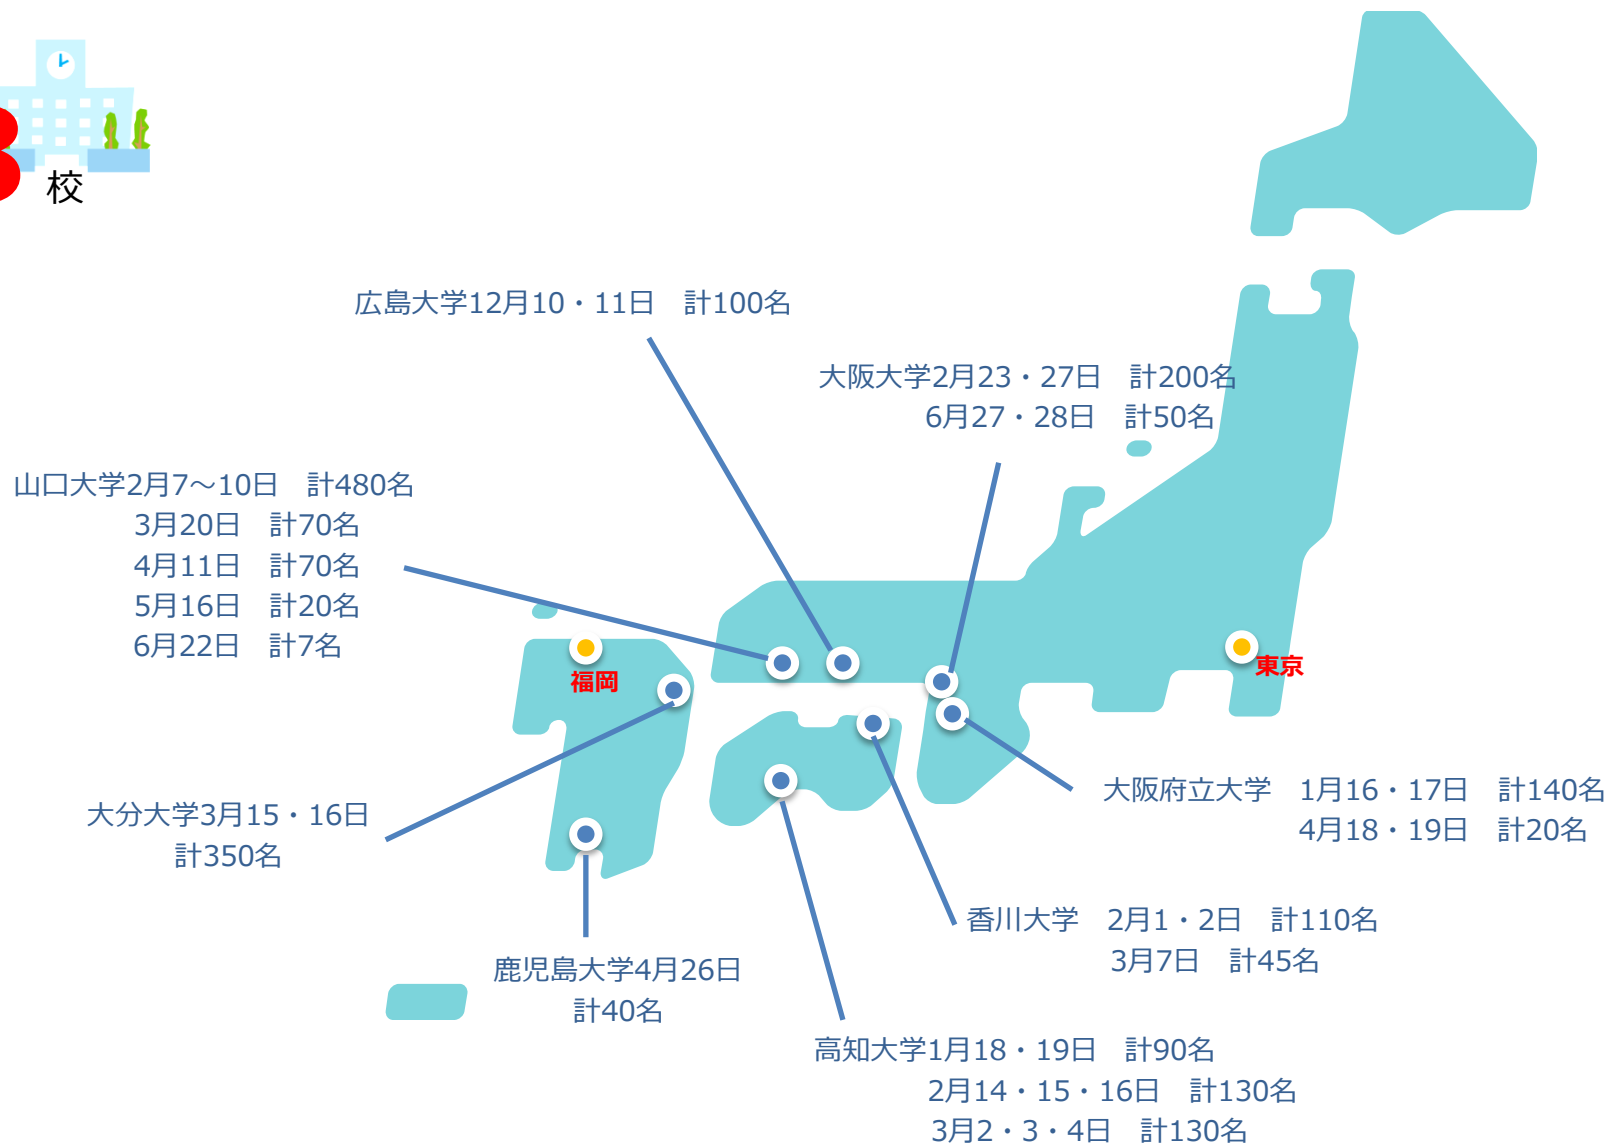 校
広島大学12月10・11日　計100名
大阪大学2月23・27日　計200名
6月27・28日　計50名
山口大学2月7～10日　計480名
3月20日　計70名
4月11日　計70名
5月16日　計20名
6月22日　計7名
福岡
東京
大阪府立大学　1月16・17日　計140名
4月18・19日　計20名
大分大学3月15・16日
計350名
香川大学　2月1・2日　計110名
3月7日　計45名
鹿児島大学4月26日
計40名
高知大学1月18・19日　計90名
2月14・15・16日　計130名
3月2・3・4日　計130名